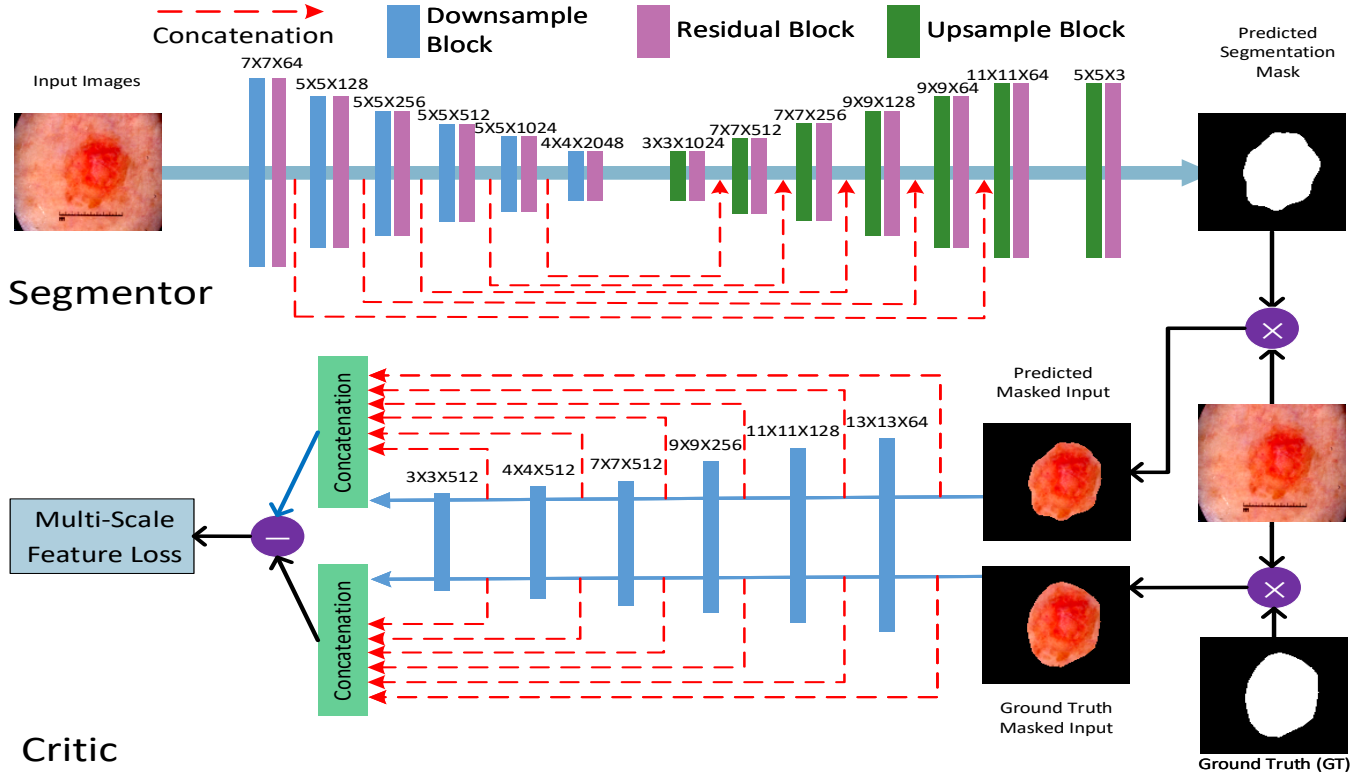 Concatenation
Downsample
Block
Residual Block
Upsample Block
Predicted
Segmentation
Mask
Input Images
7X7X64
5X5X128
5X5X256
5X5X512
5X5X1024
4X4X2048
3X3X1024
7X7X512
7X7X256
9X9X128
9X9X64
11X11X64
5X5X3
Segmentor
×
Predicted
Masked Input
Concatenation
3X3X512
4X4X512
7X7X512
9X9X256
11X11X128
13X13X64
Multi-Scale
Feature Loss
−
Concatenation
×
Ground Truth
Masked Input
Critic
Ground Truth (GT)